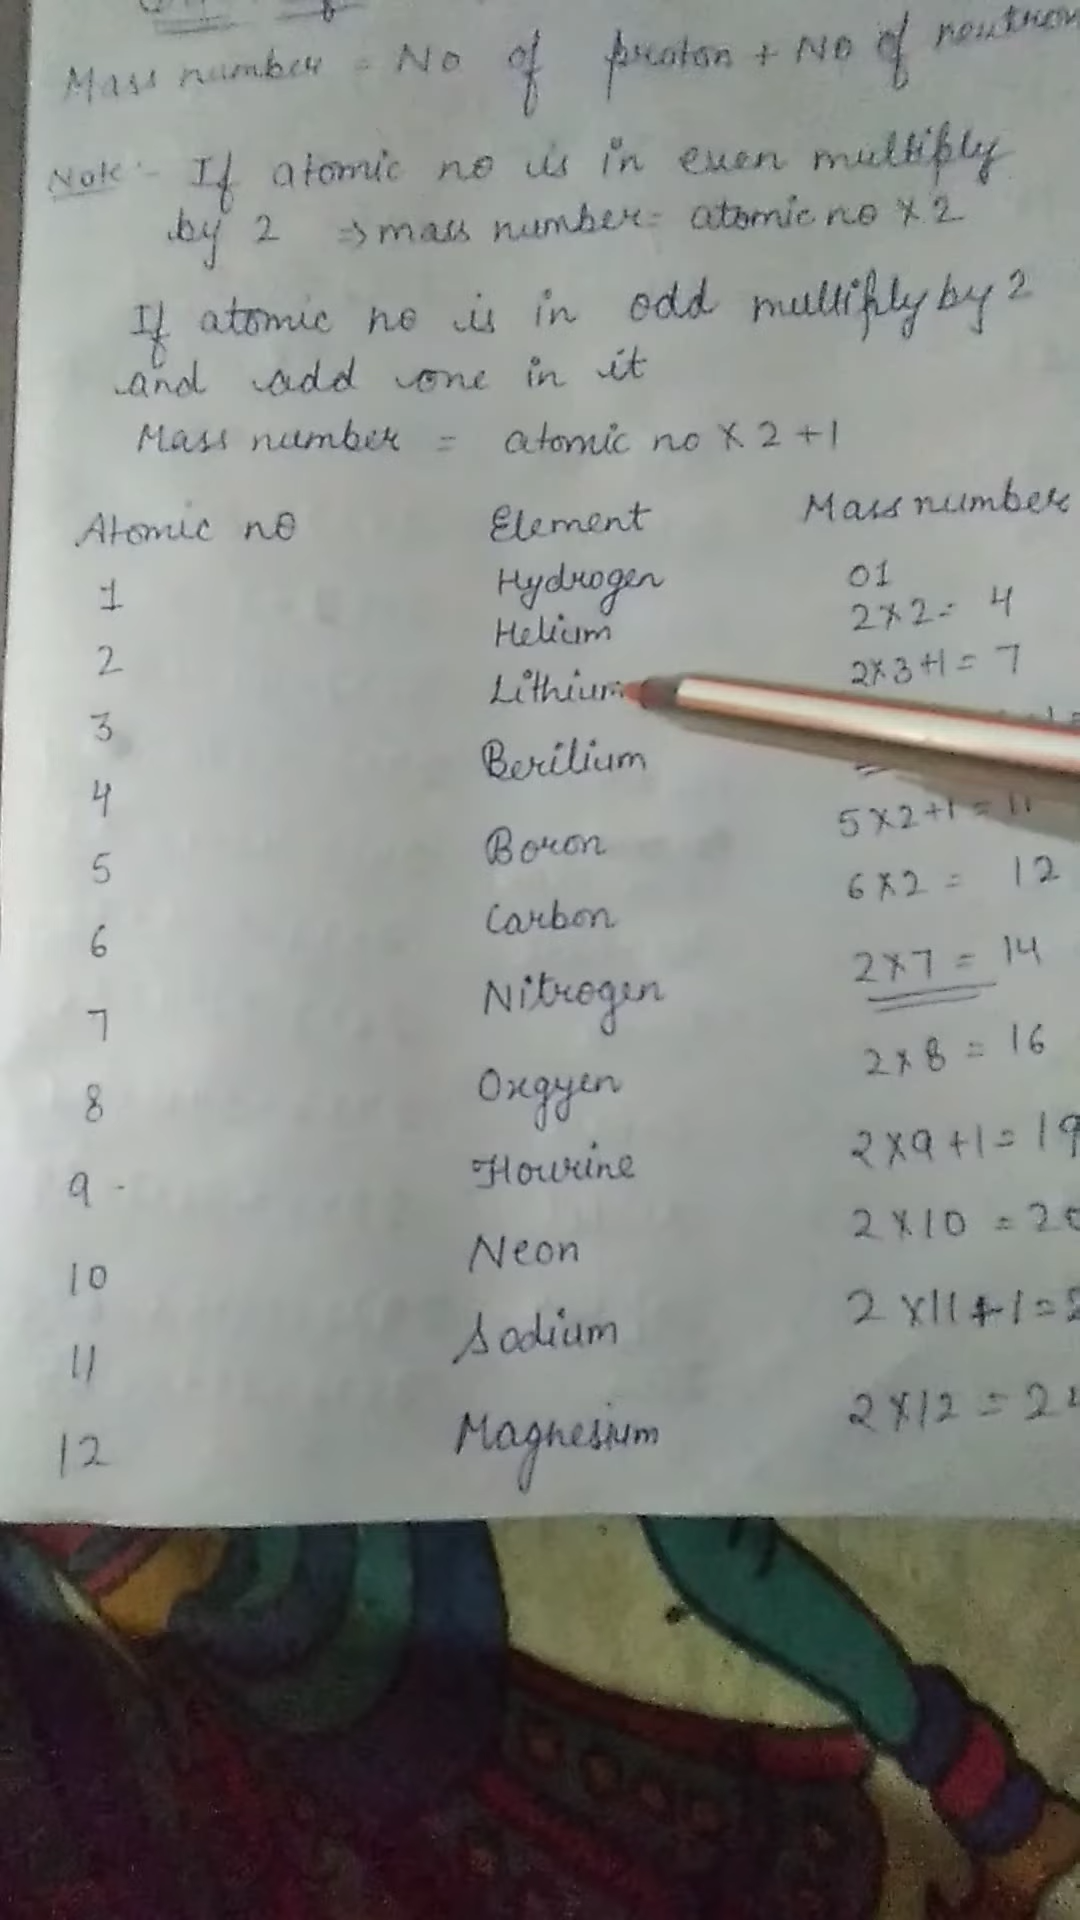 Mass number = No of proton + No of neutron
Note:- If atomic no is in even multiply
by 2 ⇒ mass number = atomic no × 2
If atomic no is in odd multiply by 2
and add one in it
Mass number = atomic no × 2 + 1
Atomic no Element Mass number
1 Hydrogen 01
2 Helium 2×2= 4
3 Lithium 2×3+1= 7
4 Berilium
5 Boron 5×2+1=11
6 Carbon 6×2= 12
7 Nitrogen 2×7= 14
8 Oxgyen 2×8= 16
9 - Flourine 2×9+1=19
10 Neon 2×10=20
11 Sodium 2×11+1=2
12 Magnesium 2×12=24